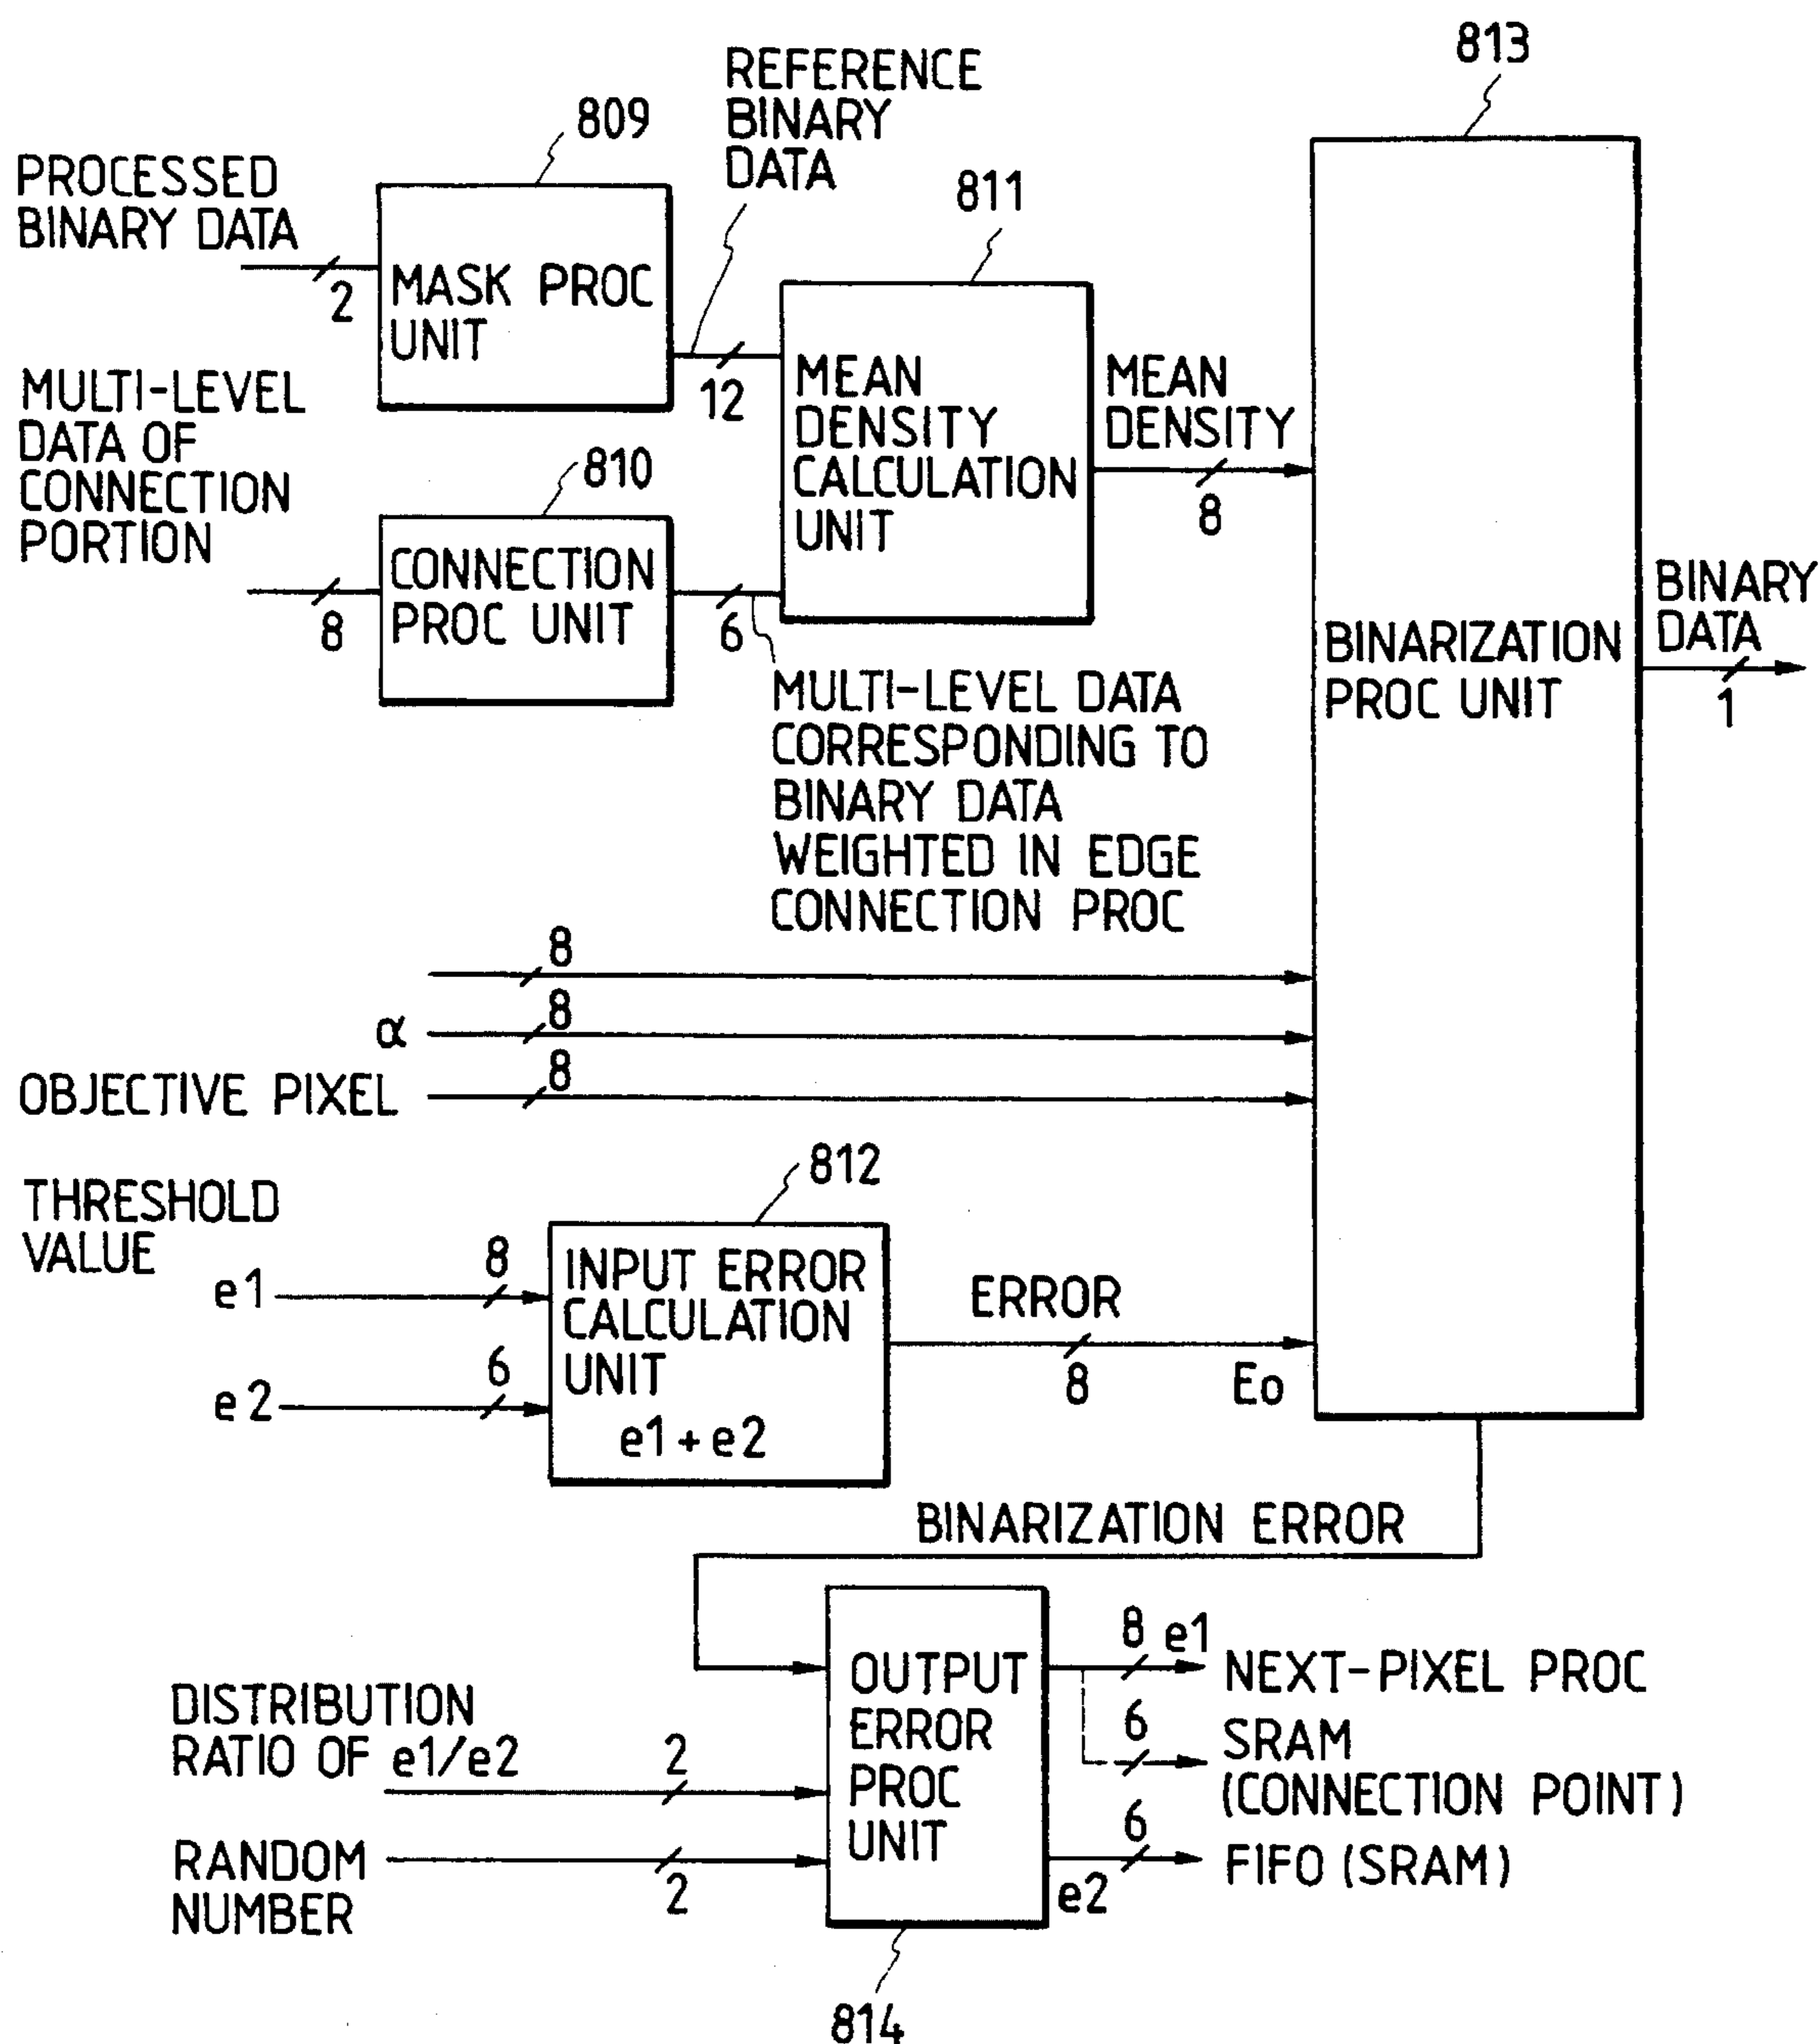 813
REFERENCE
BINARY
DATA
809
PROCESSED
BINARY DATA
2
MASK PROC
UNIT
811
12
MULTI-LEVEL
DATA OF
CONNECTION
PORTION
810
MEAN
DENSITY
CALCULATION
UNIT
MEAN
DENSITY
8
8
CONNECTION
PROC UNIT
6
BINARIZATION
PROC UNIT
BINARY
DATA
1
MULTI-LEVEL DATA
CORRESPONDING TO
BINARY DATA
WEIGHTED IN EDGE
CONNECTION PROC
8
α
8
OBJECTIVE PIXEL
8
812
THRESHOLD
VALUE
e1
8
e2
6
INPUT ERROR
CALCULATION
UNIT
e1 + e2
ERROR
8
Eo
BINARIZATION ERROR
OUTPUT
ERROR
PROC
UNIT
8 e1
NEXT-PIXEL PROC
6
SRAM
(CONNECTION POINT)
6
e2
FIFO (SRAM)
DISTRIBUTION
RATIO OF e1/e2
2
RANDOM
NUMBER
2
814